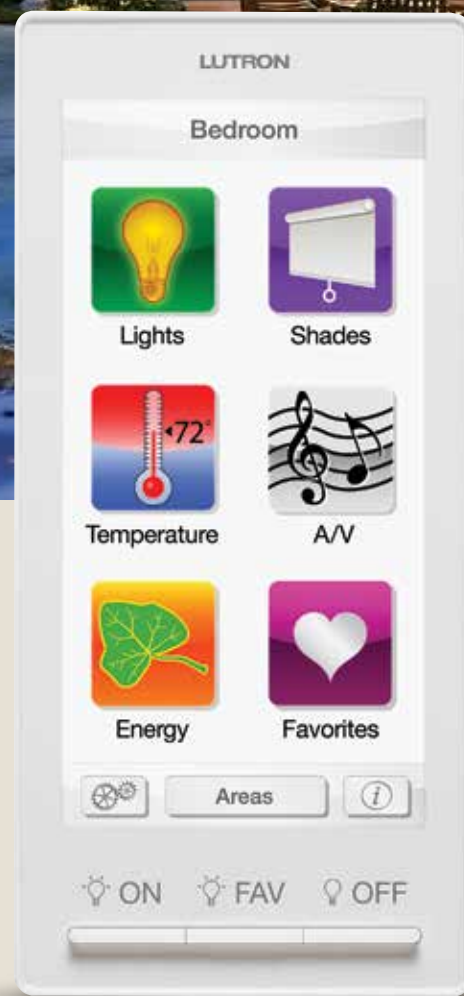 LUTRON
Bedroom
Lights Shades
72°
Temperature A/V
Energy Favorites
Areas i
ON FAV OFF